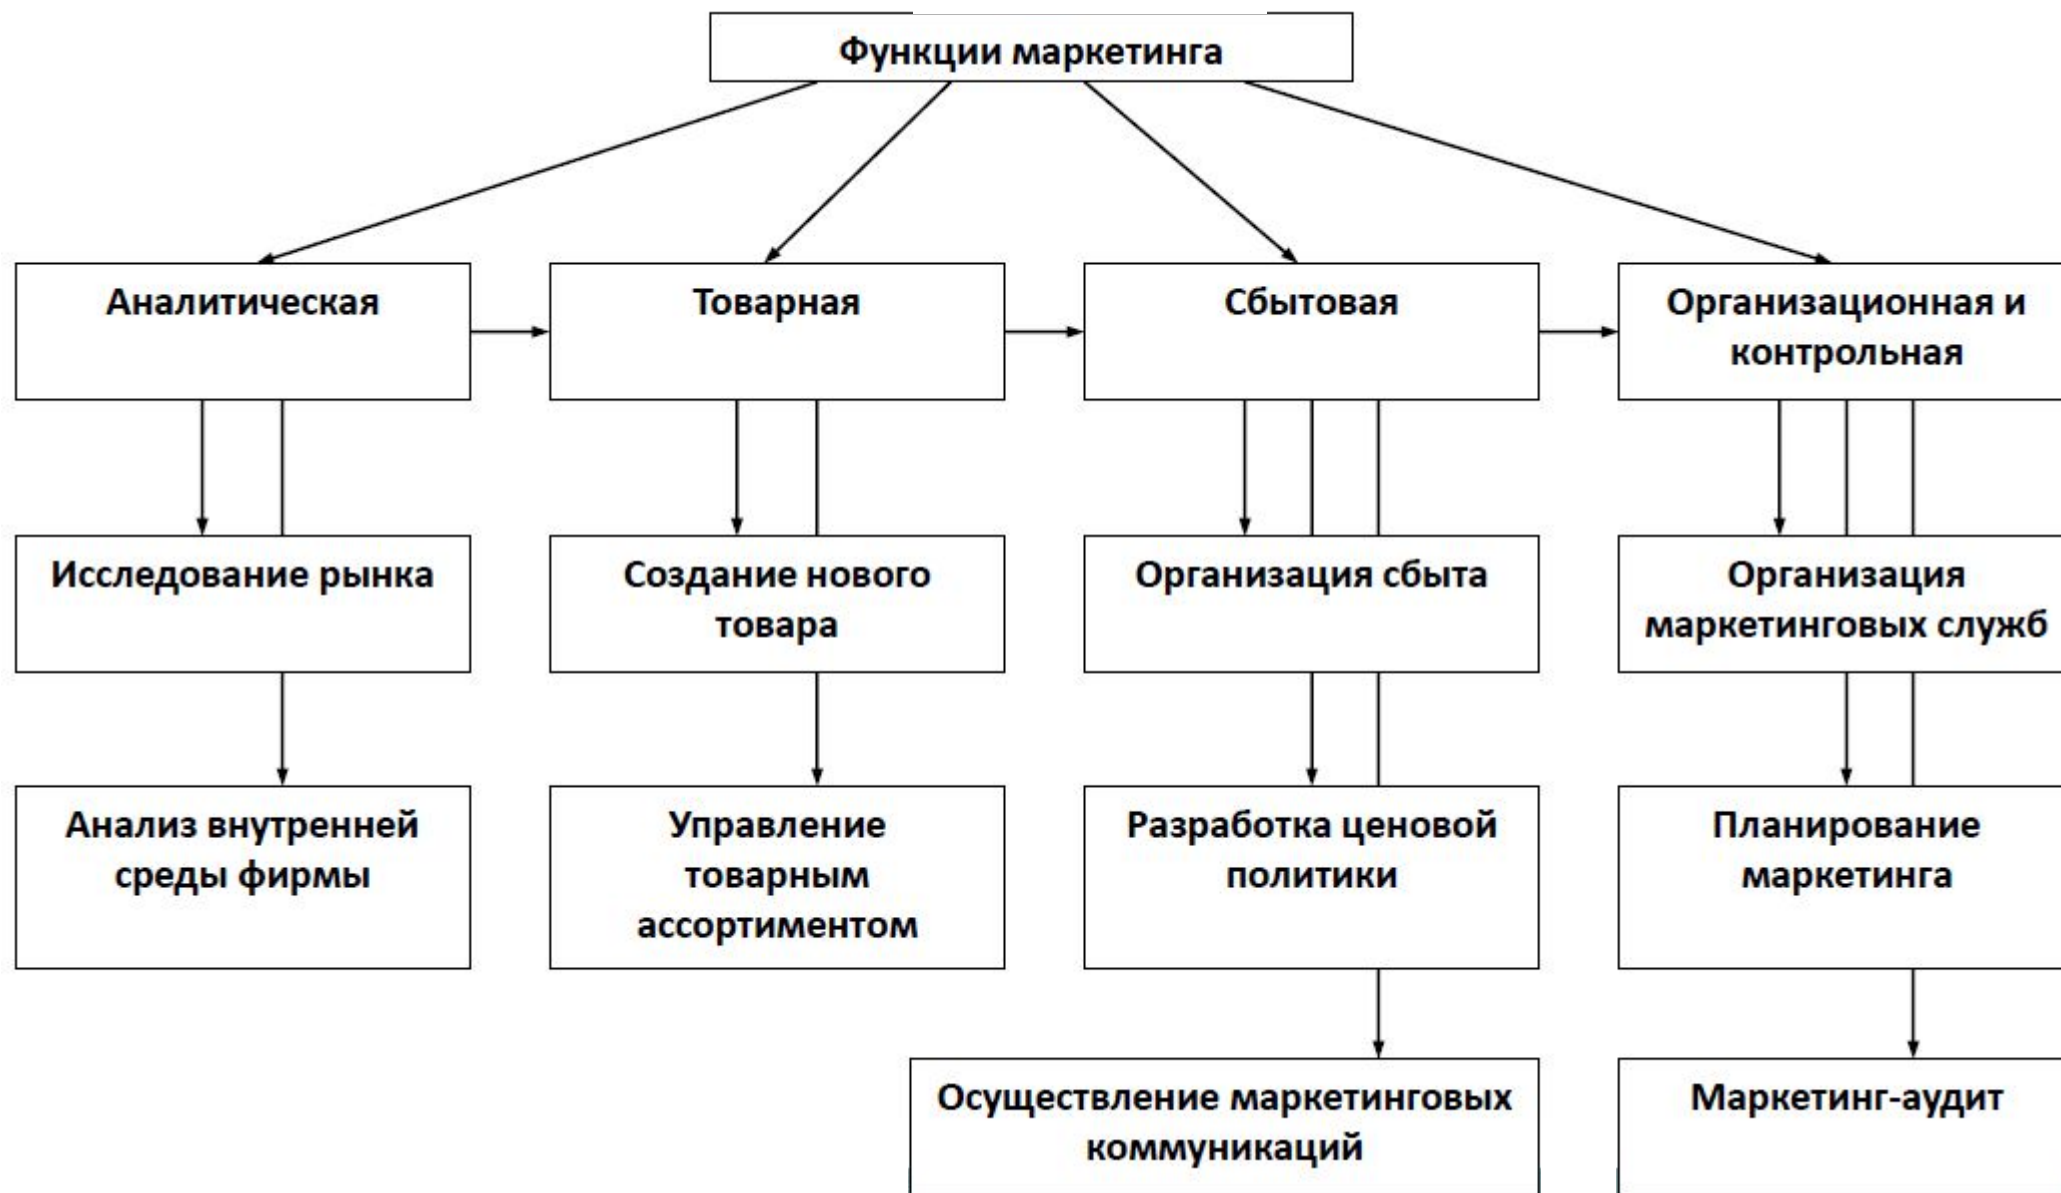 Функции маркетинга
Аналитическая
Товарная
Сбытовая
Организационная и
контрольная
Исследование рынка
Создание нового
товара
Организация сбыта
Организация
маркетинговых служб
Анализ внутренней
среды фирмы
Управление
товарным
ассортиментом
Разработка ценовой
политики
Планирование
маркетинга
Осуществление маркетинговых
коммуникаций
Маркетинг-аудит